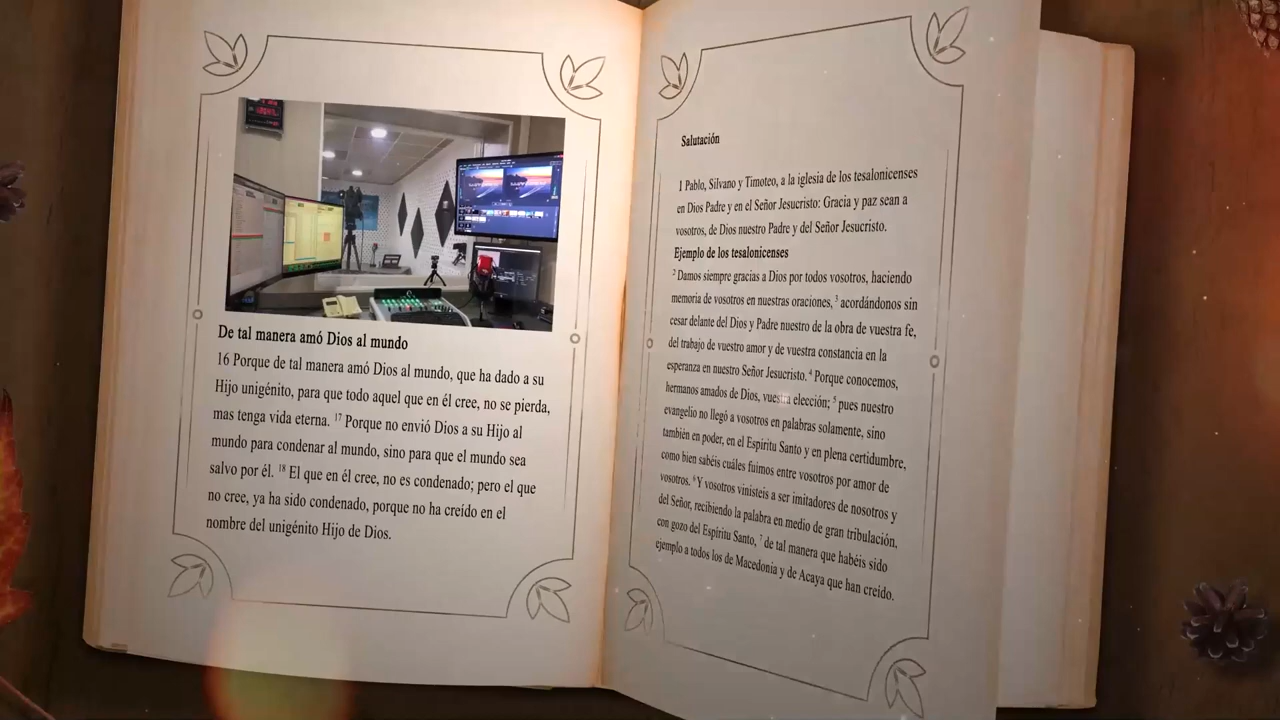 De tal manera amó Dios al mundo
16 Porque de tal manera amó Dios al mundo, que ha dado a su
Hijo unigénito, para que todo aquel que en él cree, no se pierda,
mas tenga vida eterna. 17 Porque no envió Dios a su Hijo al
mundo para condenar al mundo, sino para que el mundo sea
salvo por él. 18 El que en él cree, no es condenado; pero el que
no cree, ya ha sido condenado, porque no ha creído en el
nombre del unigénito Hijo de Dios.
Salutación
1 Pablo, Silvano y Timoteo, a la iglesia de los tesalonicenses
en Dios Padre y en el Señor Jesucristo: Gracia y paz sean a
vosotros, de Dios nuestro Padre y del Señor Jesucristo.
Ejemplo de los tesalonicenses
2 Damos siempre gracias a Dios por todos vosotros, haciendo
memoria de vosotros en nuestras oraciones, 3 acordándonos sin
cesar delante del Dios y Padre nuestro de la obra de vuestra fe,
del trabajo de vuestro amor y de vuestra constancia en la
esperanza en nuestro Señor Jesucristo. 4 Porque conocemos,
hermanos amados de Dios, vuestra elección; 5 pues nuestro
evangelio no llegó a vosotros en palabras solamente, sino
también en poder, en el Espíritu Santo y en plena certidumbre,
como bien sabéis cuáles fuimos entre vosotros por amor de
vosotros. 6 Y vosotros vinisteis a ser imitadores de nosotros y
del Señor, recibiendo la palabra en medio de gran tribulación,
con gozo del Espíritu Santo, 7 de tal manera que habéis sido
ejemplo a todos los de Macedonia y de Acaya que han creído.